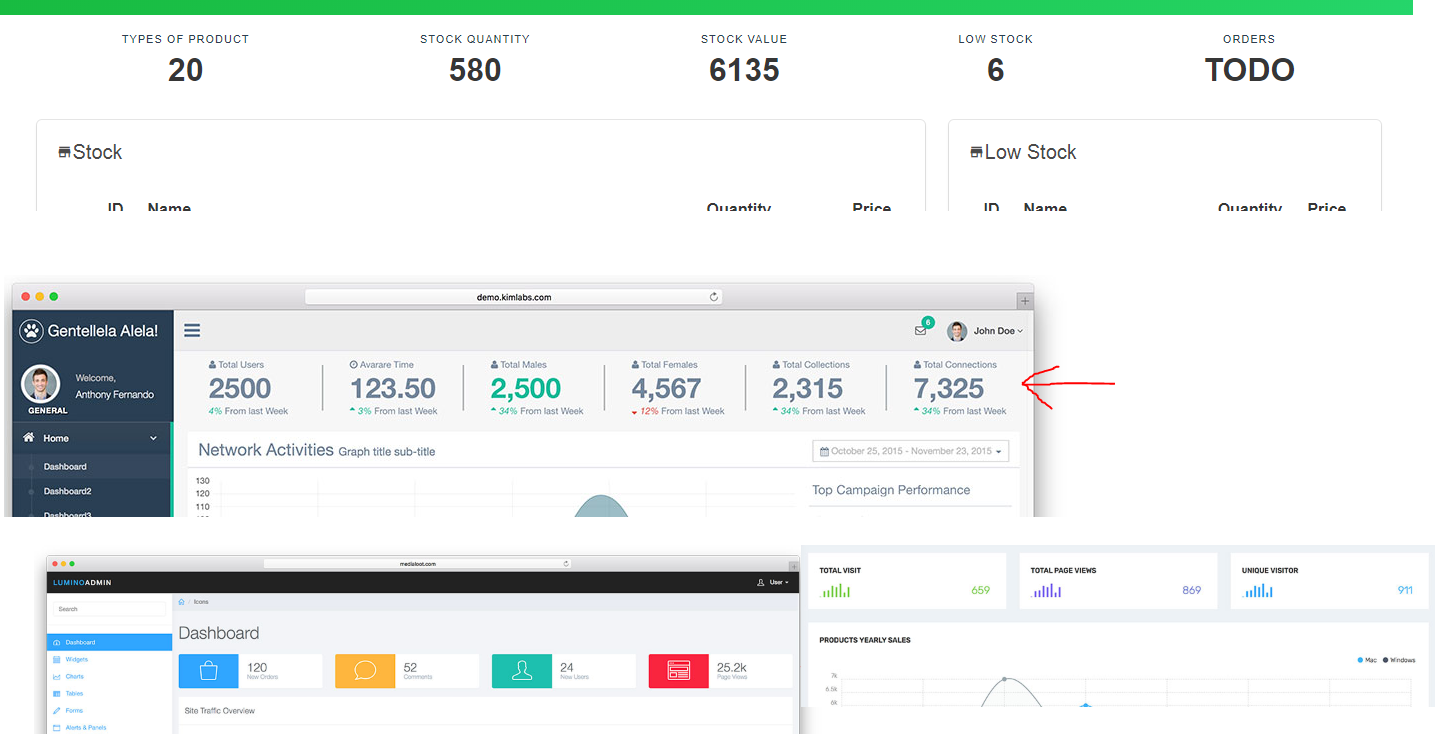 TYPES OF PRODUCT STOCK QUANTITY STOCK VALUE LOW STOCK ORDERS
20 580 6135 6 TODO
Stock Low Stock
ID Name Quantity Price ID Name Quantity Price
demo.kimlabs.com
Gentellela Alela! 6 John Doe
Total Users Avarare Time Total Males Total Females Total Collections Total Connections
2500 123.50 2,500 4,567 2,315 7,325
4% From last Week 3% From last Week 34% From last Week 12% From last Week 34% From last Week 34% From last Week
Welcome,
Anthony Fernando
GENERAL
Home
Dashboard
Dashboard2
Dashboard3
Network Activities Graph title sub-title October 25, 2015 - November 23, 2015
130
120
110
Top Campaign Performance
medialoot.com
LUMINOADMIN User
Search
Icons
Dashboard
Dashboard
Widgets
Charts
Tables
Forms
Alerts & Panels
120 52 24 25.2k
New Orders Comments New Users Page Views
Site Traffic Overview
TOTAL VISIT TOTAL PAGE VIEWS UNIQUE VISITOR
659 869 911
PRODUCTS YEARLY SALES
Mac Windows
7k
6.5k
6k